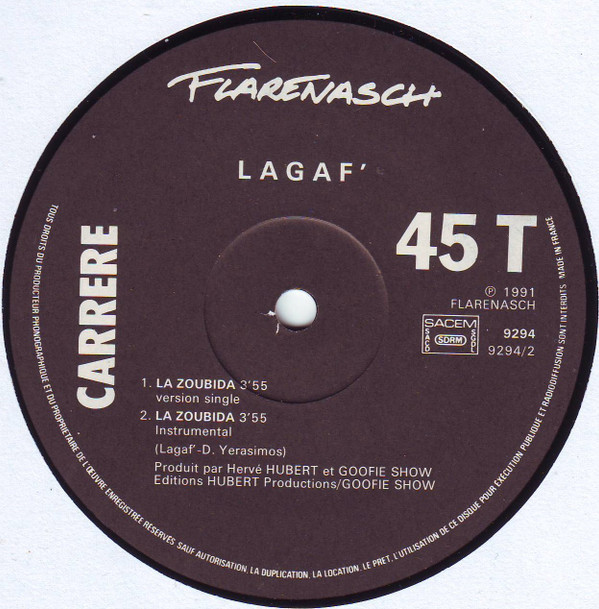 FLARENASCH
LAGAF'
CARRERE
45 T
℗ 1991
FLARENASCH
SACEM
SACD
SDRM
SGDL
9294
9294/2
1. LA ZOUBIDA 3'55
version single
2. LA ZOUBIDA 3'55
Instrumental
(Lagaf'-D. Yerasimos)
Produit par Hervé HUBERT et GOOFIE SHOW
Editions HUBERT Productions/GOOFIE SHOW
TOUS DROITS DU PRODUCTEUR PHONOGRAPHIQUE ET DU PROPRIETAIRE DE L'ŒUVRE ENREGISTREE RESERVES. SAUF AUTORISATION, LA DUPLICATION, LA LOCATION, LE PRET, L'UTILISATION DE CE DISQUE POUR EXECUTION PUBLIQUE ET RADIODIFFUSION SONT INTERDITS. MADE IN FRANCE